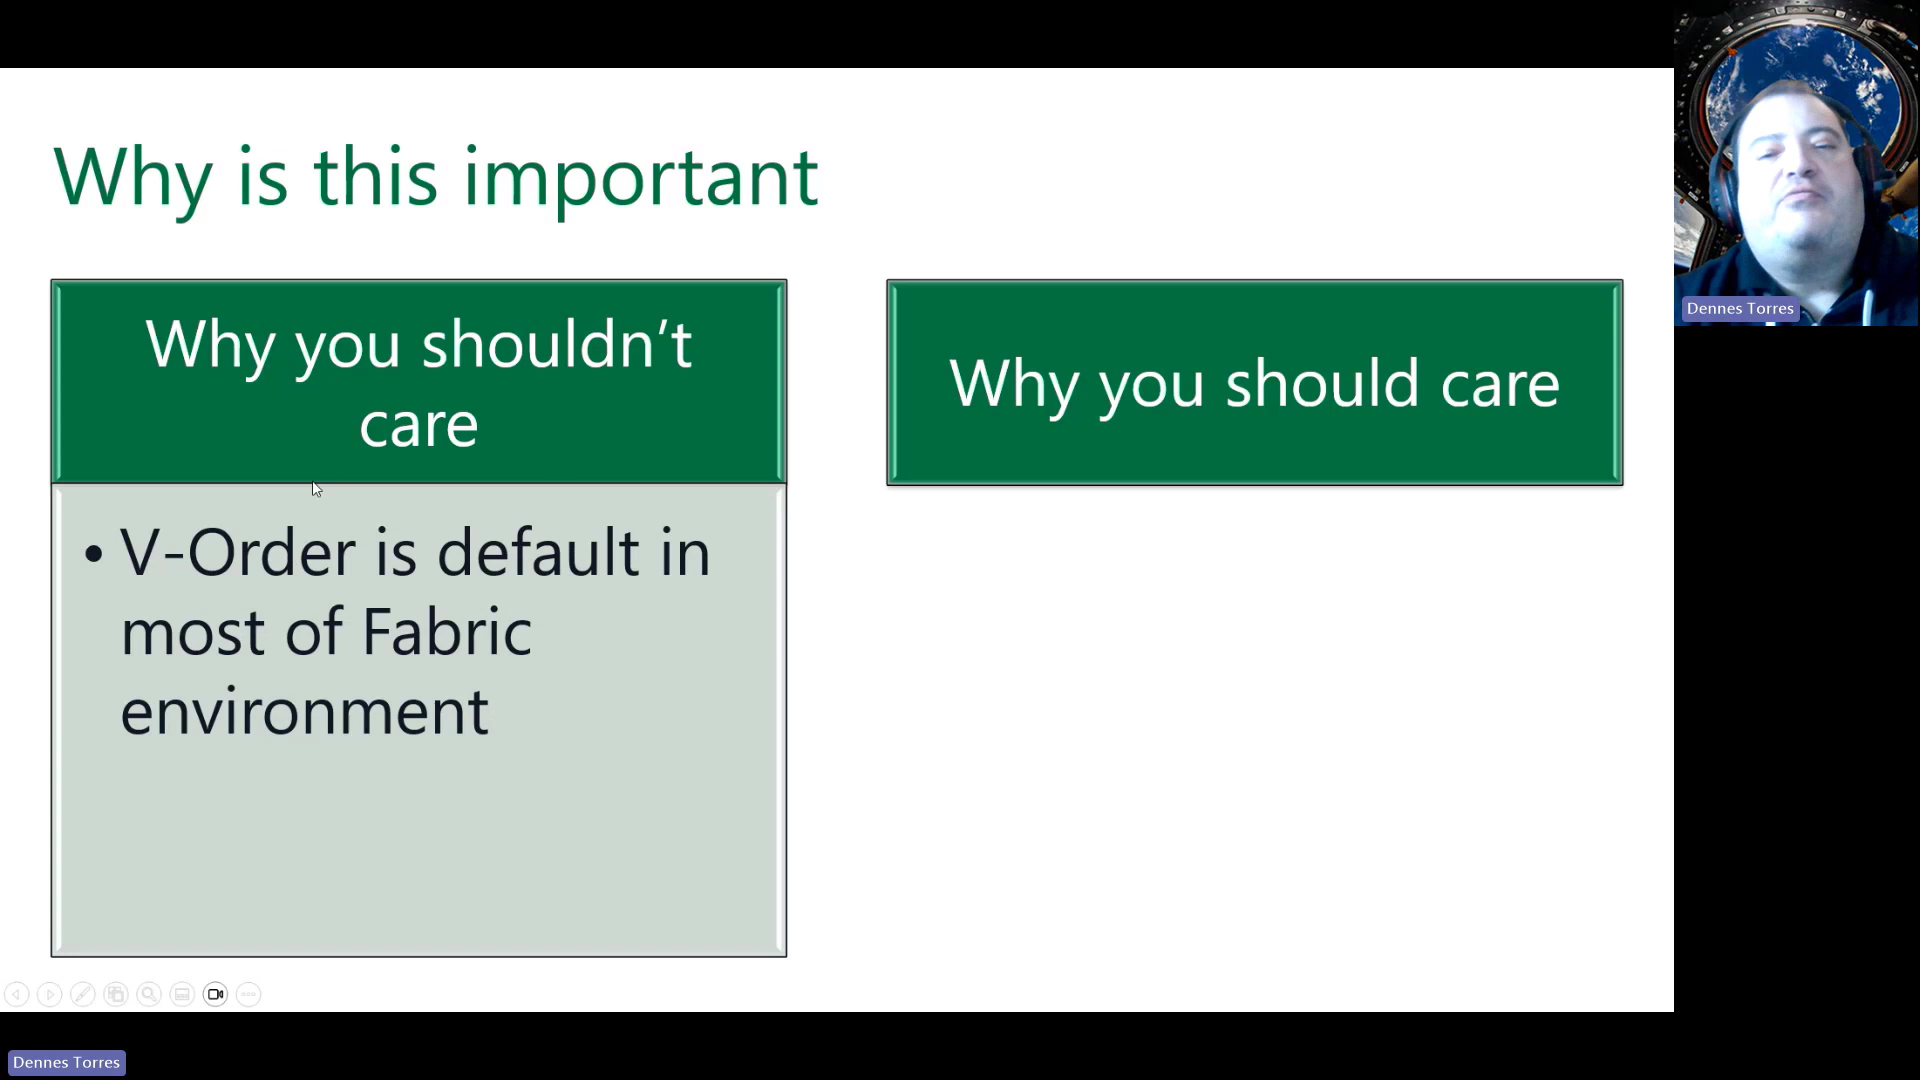 Why is this important
Why you shouldn’t
care
Why you should care
• V-Order is default in
most of Fabric
environment
Dennes Torres
Dennes Torres